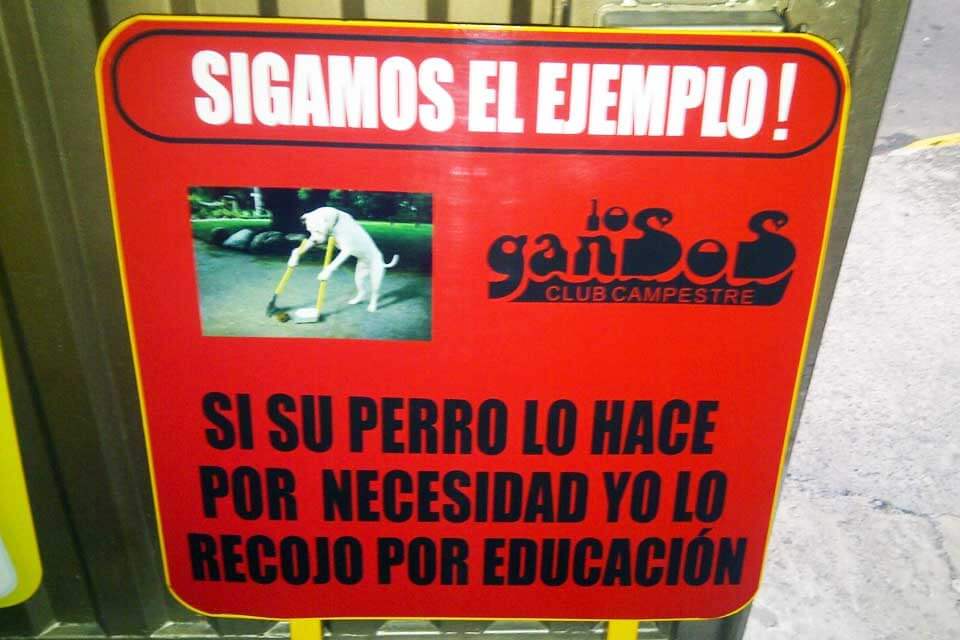 SIGAMOS EL EJEMPLO!
los
gansos
CLUB CAMPESTRE
SI SU PERRO LO HACE
POR NECESIDAD YO LO
RECOJO POR EDUCACIÓN